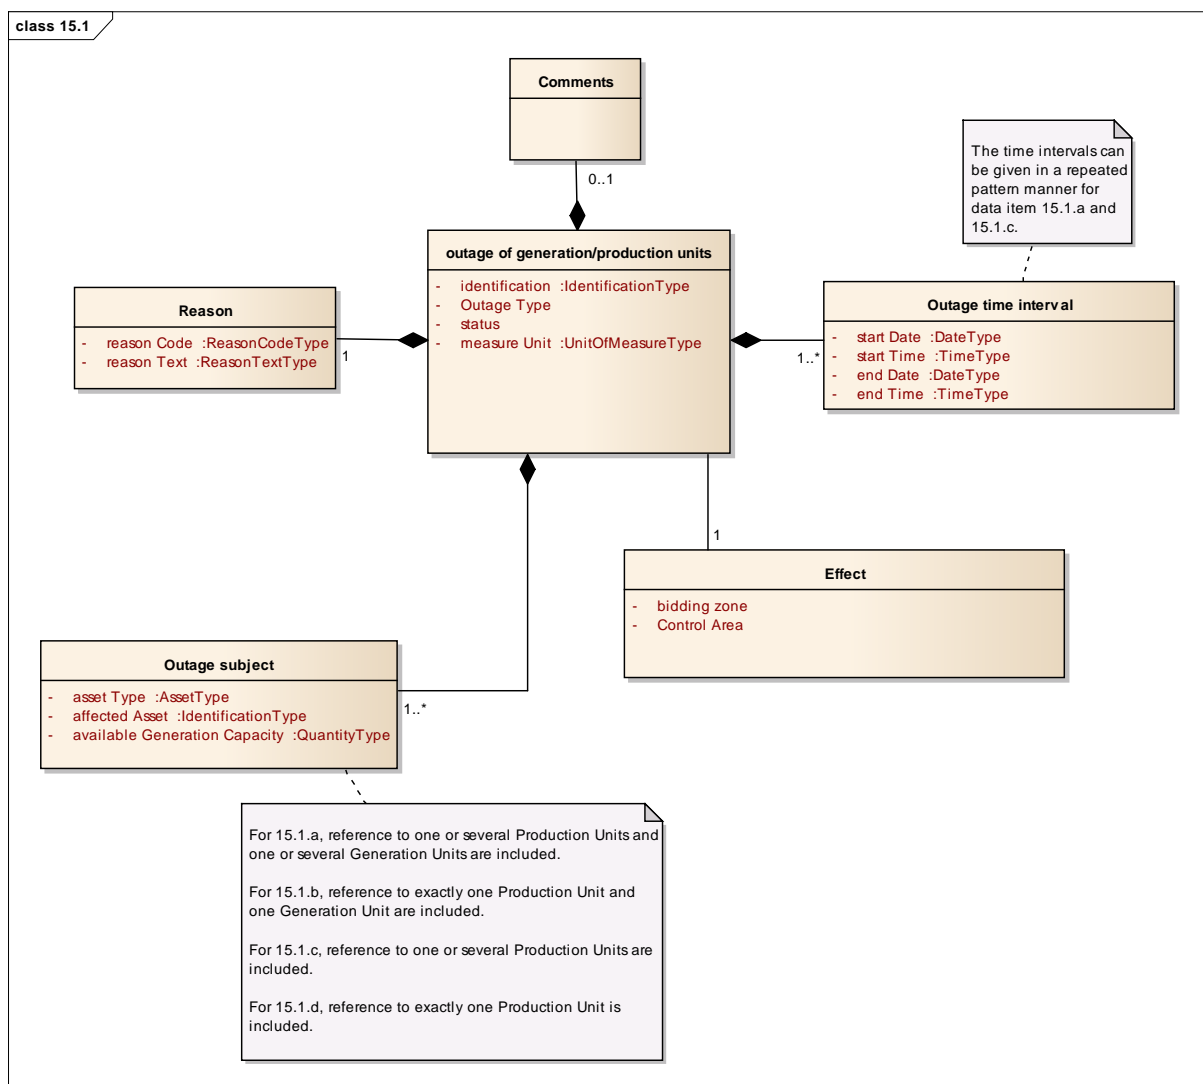 class 15.1
Comments
0..1
The time intervals can
be given in a repeated
pattern manner for
data item 15.1.a and
15.1.c.
outage of generation/production units
- identification :IdentificationType
- Outage Type
- status
- measure Unit :UnitOfMeasureType
Reason
- reason Code :ReasonCodeType
- reason Text :ReasonTextType
1
Outage time interval
- start Date :DateType
- start Time :TimeType
- end Date :DateType
- end Time :TimeType
1..*
1
Effect
- bidding zone
- Control Area
Outage subject
- asset Type :AssetType
- affected Asset :IdentificationType
- available Generation Capacity :QuantityType
1..*
For 15.1.a, reference to one or several Production Units and
one or several Generation Units are included.
For 15.1.b, reference to exactly one Production Unit and
one Generation Unit are included.
For 15.1.c, reference to one or several Production Units are
included.
For 15.1.d, reference to exactly one Production Unit is
included.